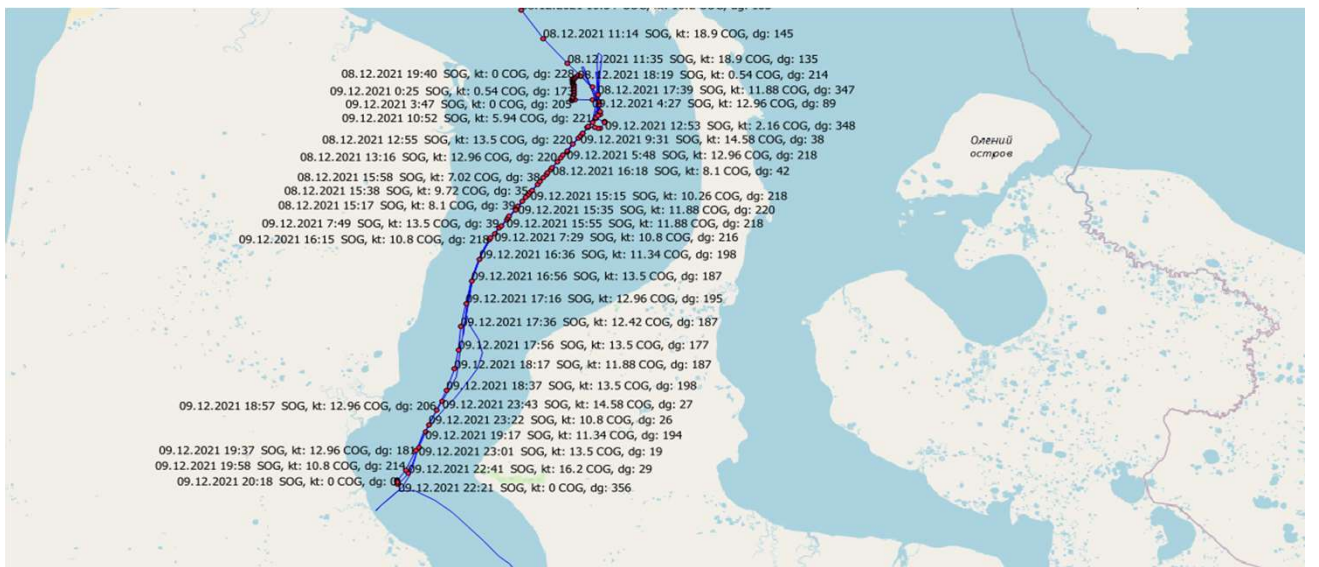 08.12.2021 11:14 SOG, kt: 18.9 COG, dg: 145
08.12.2021 11:35 SOG, kt: 18.9 COG, dg: 135
08.12.2021 19:40 SOG, kt: 0 COG, dg: 228
08.12.2021 18:19 SOG, kt: 0.54 COG, dg: 214
09.12.2021 0:25 SOG, kt: 0.54 COG, dg: 173
08.12.2021 17:39 SOG, kt: 11.88 COG, dg: 347
09.12.2021 3:47 SOG, kt: 0 COG, dg: 205
09.12.2021 4:27 SOG, kt: 12.96 COG, dg: 89
09.12.2021 10:52 SOG, kt: 5.94 COG, dg: 221
09.12.2021 12:53 SOG, kt: 2.16 COG, dg: 348
08.12.2021 12:55 SOG, kt: 13.5 COG, dg: 220
09.12.2021 9:31 SOG, kt: 14.58 COG, dg: 38
Олений
остров
08.12.2021 13:16 SOG, kt: 12.96 COG, dg: 220
09.12.2021 5:48 SOG, kt: 12.96 COG, dg: 218
08.12.2021 16:18 SOG, kt: 8.1 COG, dg: 42
08.12.2021 15:58 SOG, kt: 7.02 COG, dg: 38
08.12.2021 15:38 SOG, kt: 9.72 COG, dg: 35
09.12.2021 15:15 SOG, kt: 10.26 COG, dg: 218
08.12.2021 15:17 SOG, kt: 8.1 COG, dg: 39
09.12.2021 15:35 SOG, kt: 11.88 COG, dg: 220
09.12.2021 7:49 SOG, kt: 13.5 COG, dg: 39
09.12.2021 15:55 SOG, kt: 11.88 COG, dg: 218
09.12.2021 16:15 SOG, kt: 10.8 COG, dg: 218
09.12.2021 7:29 SOG, kt: 10.8 COG, dg: 216
09.12.2021 16:36 SOG, kt: 11.34 COG, dg: 198
09.12.2021 16:56 SOG, kt: 13.5 COG, dg: 187
09.12.2021 17:16 SOG, kt: 12.96 COG, dg: 195
09.12.2021 17:36 SOG, kt: 12.42 COG, dg: 187
09.12.2021 17:56 SOG, kt: 13.5 COG, dg: 177
09.12.2021 18:17 SOG, kt: 11.88 COG, dg: 187
09.12.2021 18:37 SOG, kt: 13.5 COG, dg: 198
09.12.2021 18:57 SOG, kt: 12.96 COG, dg: 206
09.12.2021 23:43 SOG, kt: 14.58 COG, dg: 27
09.12.2021 23:22 SOG, kt: 10.8 COG, dg: 26
09.12.2021 19:17 SOG, kt: 11.34 COG, dg: 194
09.12.2021 19:37 SOG, kt: 12.96 COG, dg: 181
09.12.2021 23:01 SOG, kt: 13.5 COG, dg: 19
09.12.2021 19:58 SOG, kt: 10.8 COG, dg: 214
09.12.2021 22:41 SOG, kt: 16.2 COG, dg: 29
09.12.2021 20:18 SOG, kt: 0 COG, dg:
09.12.2021 22:21 SOG, kt: 0 COG, dg: 356